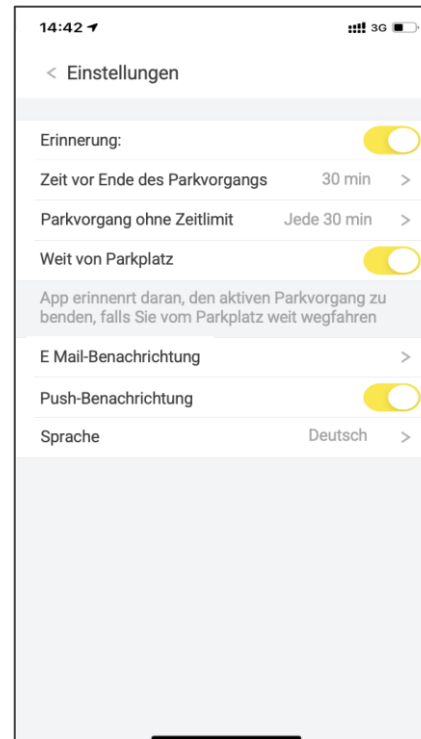 14:42
3G
< Einstellungen
Erinnerung:
Zeit vor Ende des Parkvorgangs 30 min >
Parkvorgang ohne Zeitlimit Jede 30 min >
Weit von Parkplatz
App erinnenrt daran, den aktiven Parkvorgang zu
benden, falls Sie vom Parkplatz weit wegfahren
E Mail-Benachrichtung >
Push-Benachrichtung
Sprache Deutsch >